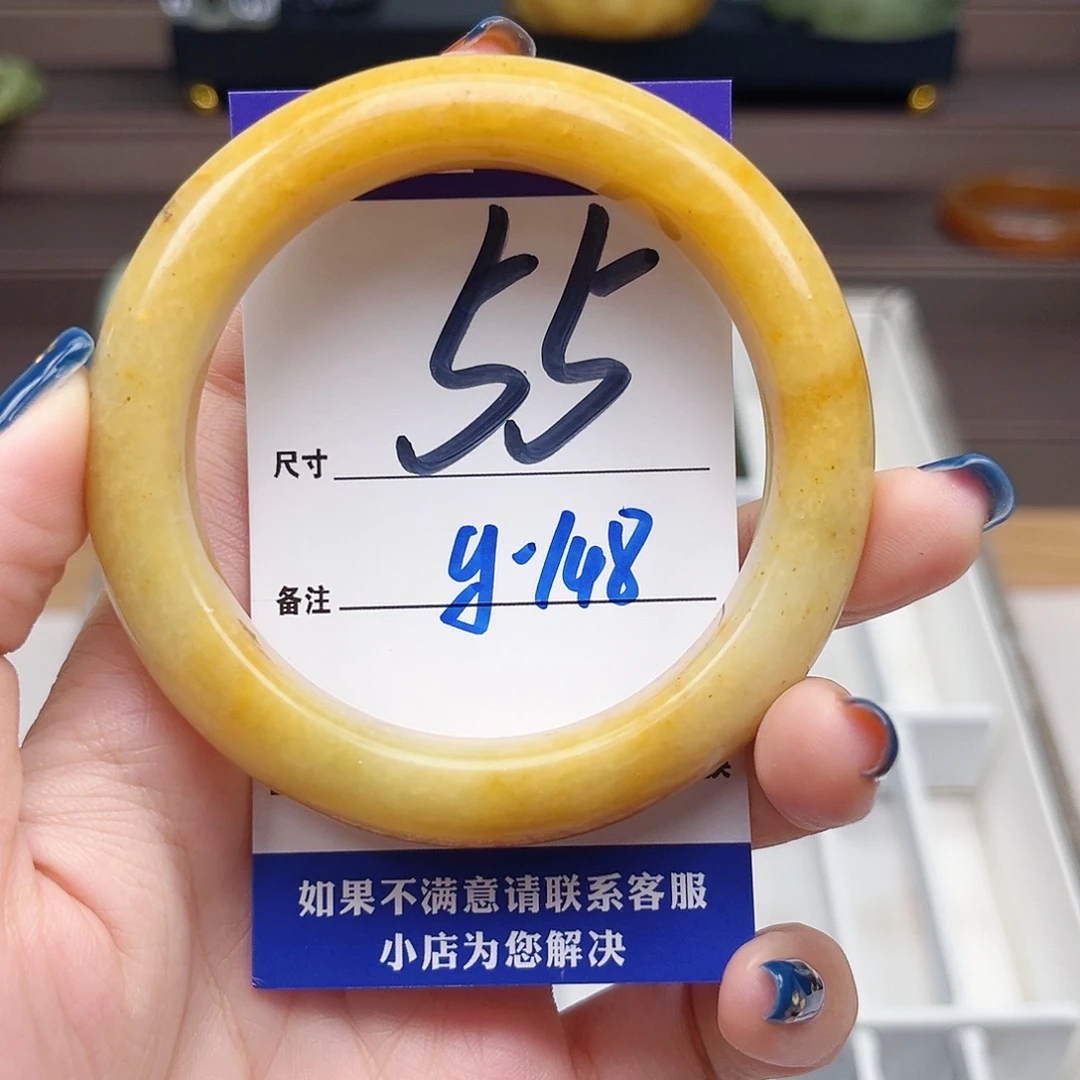 55
尺寸
y·148
备注
如果不满意请联系客服
小店为您解决